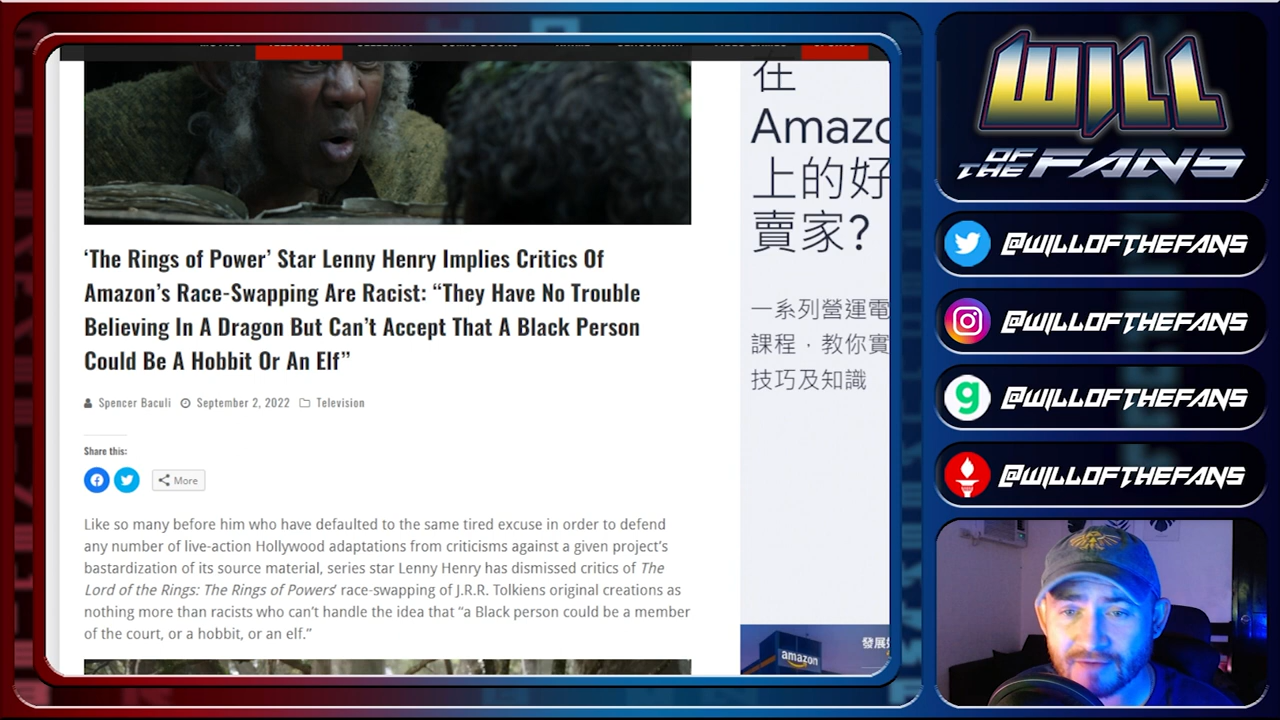 ‘The Rings of Power’ Star Lenny Henry Implies Critics Of
Amazon’s Race-Swapping Are Racist: “They Have No Trouble
Believing In A Dragon But Can’t Accept That A Black Person
Could Be A Hobbit Or An Elf”
Spencer Baculi September 2, 2022 Television
Share this:
More
Like so many before him who have defaulted to the same tired excuse in order to defend
any number of live-action Hollywood adaptations from criticisms against a given project’s
bastardization of its source material, series star Lenny Henry has dismissed critics of The
Lord of the Rings: The Rings of Powers’ race-swapping of J.R.R. Tolkiens original creations as
nothing more than racists who can’t handle the idea that “a Black person could be a member
of the court, or a hobbit, or an elf.”
在
上的好
賣家?
一系列營運電
課程，教你實
技巧及知識
amazon
WILL
OF THE FANS
@WILLOFTHEFANS
@WILLOFTHEFANS
@WILLOFTHEFANS
@WILLOFTHEFANS